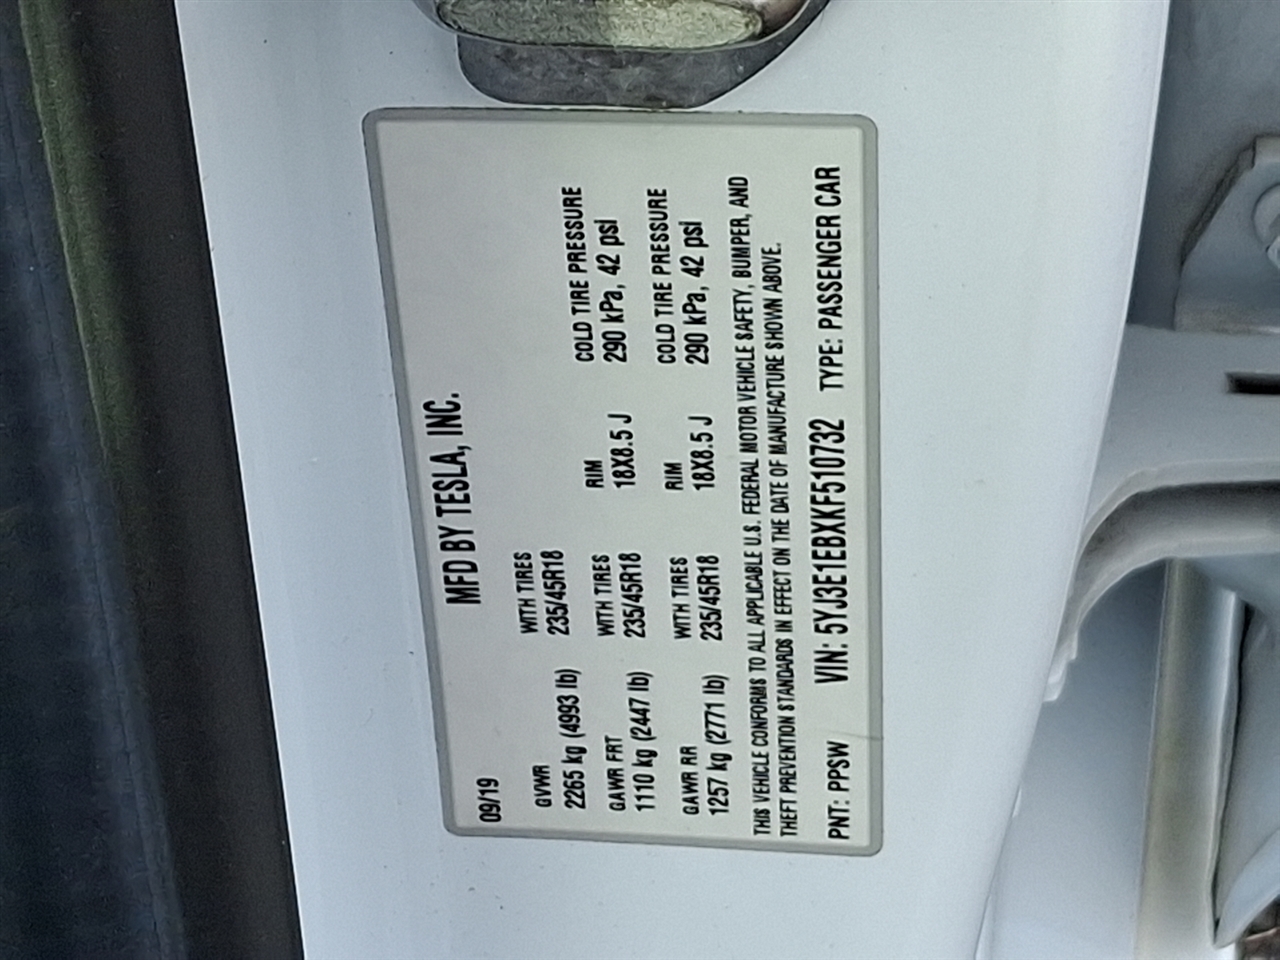 MFD BY TESLA, INC.
09/19
GVWR WITH TIRES
2265 kg (4993 lb) 235/45R18
GAWR FRT WITH TIRES RIM COLD TIRE PRESSURE
1110 kg (2447 lb) 235/45R18 18X8.5 J 290 kPa, 42 psi
GAWR RR WITH TIRES RIM COLD TIRE PRESSURE
1257 kg (2771 lb) 235/45R18 18X8.5 J 290 kPa, 42 psi
THIS VEHICLE CONFORMS TO ALL APPLICABLE U.S. FEDERAL MOTOR VEHICLE SAFETY, BUMPER, AND
THEFT PREVENTION STANDARDS IN EFFECT ON THE DATE OF MANUFACTURE SHOWN ABOVE.
PNT: PPSW VIN: 5YJ3E1EBXKF510732 TYPE: PASSENGER CAR